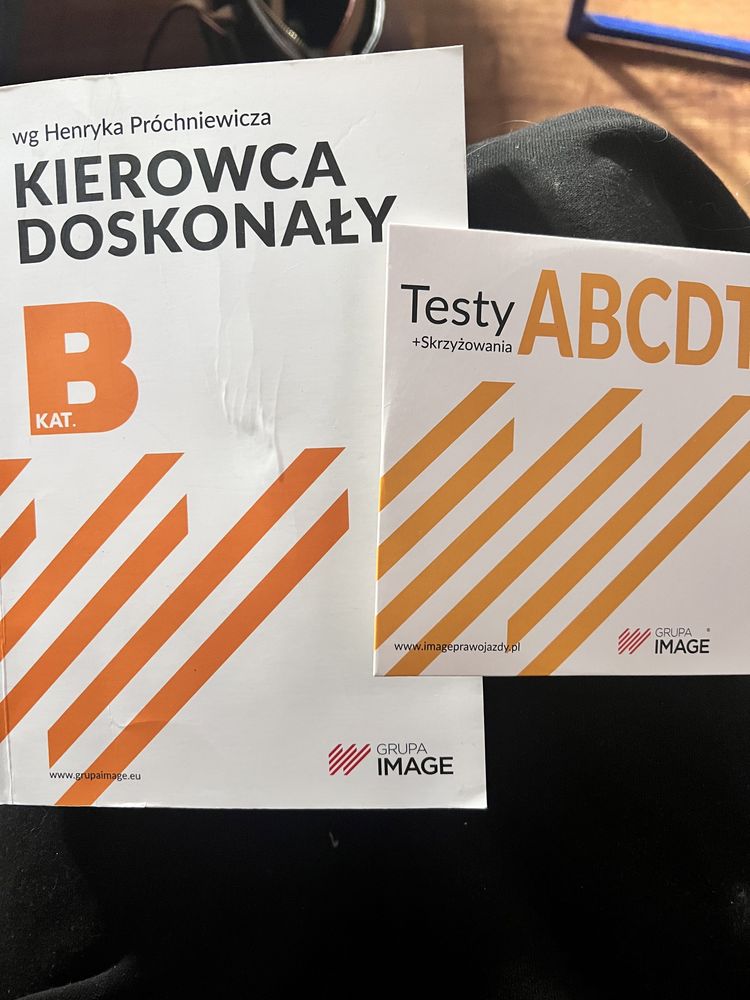 wg Henryka Próchniewicza
KIEROWCA
DOSKONAŁY
B
KAT.
www.grupaimage.eu
GRUPA
IMAGE
Testy
+Skrzyżowania
ABCDT
www.imageprawojazdy.pl
GRUPA ®
IMAGE